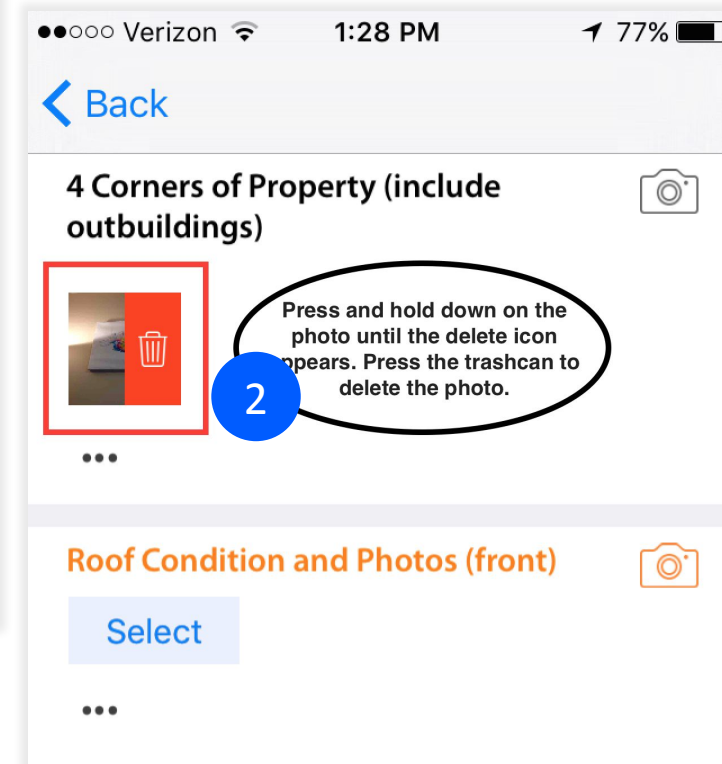 Verizon 1:28 PM 77%
Back
4 Corners of Property (include
outbuildings)
Press and hold down on the
photo until the delete icon
ppears. Press the trashcan to
delete the photo.
2
Roof Condition and Photos (front)
Select